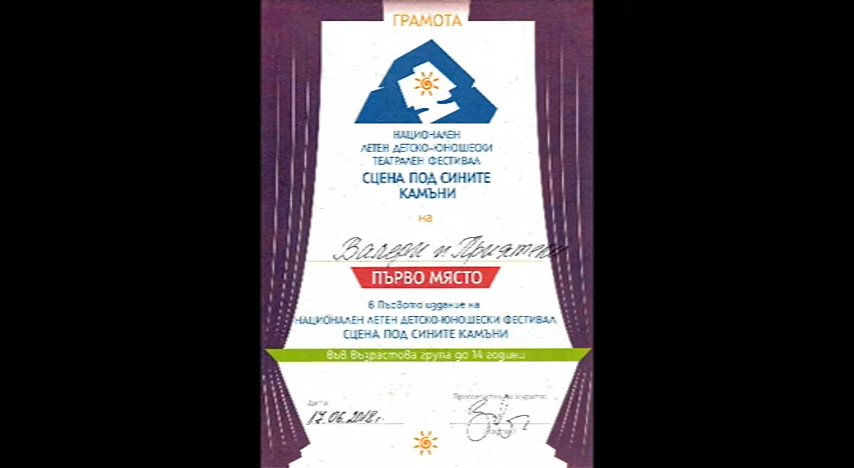 ГРАМОТА
НАЦИОНАЛЕН
ЛЕТЕН ДЕТСКО-ЮНОШЕСКИ
ТЕАТРАЛЕН ФЕСТИВАЛ
СЦЕНА ПОД СИНИТЕ
КАМЪНИ
на
Валери и Приятели
ПЪРВО МЯСТО
в Първото издание на
НАЦИОНАЛЕН ЛЕТЕН ДЕТСКО-ЮНОШЕСКИ ФЕСТИВАЛ
СЦЕНА ПОД СИНИТЕ КАМЪНИ
във възрастова група до 14 години
Дата:
17.06.2018г.